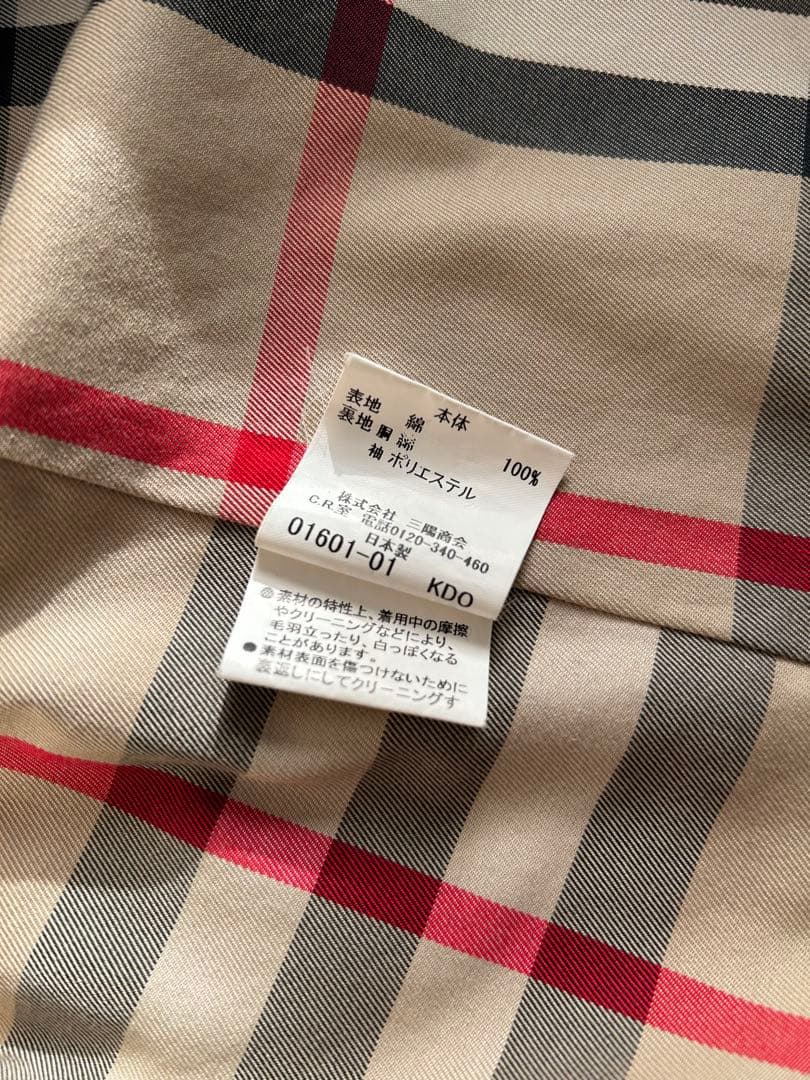 本体
表地 綿 100%
裏地 胴 綿
袖 ポリエステル
株式会社 三陽商会
C.R.室 電話0120-340-460
日本製
01601-01 KDO
素材の特性上、着用中の摩擦
やクリーニングなどにより、
毛羽立ったり、白っぽくなる
ことがあります。
●素材表面を傷つけないために
裏返しにしてクリーニングす